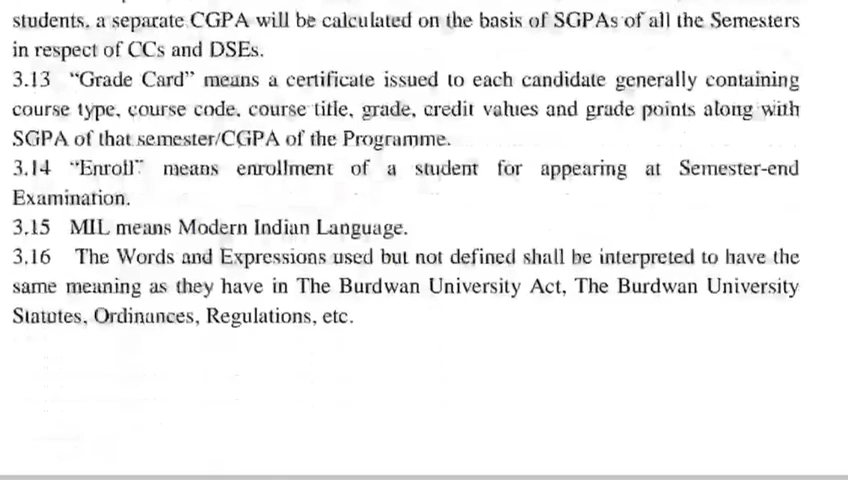 students, a separate CGPA will be calculated on the basis of SGPAs of all the Semesters
in respect of CCs and DSEs.
3.13 “Grade Card” means a certificate issued to each candidate generally containing
course type, course code, course title, grade, credit values and grade points along with
SGPA of that semester/CGPA of the Programme.
3.14 “Enroll” means enrollment of a student for appearing at Semester-end
Examination.
3.15 MIL means Modern Indian Language.
3.16 The Words and Expressions used but not defined shall be interpreted to have the
same meaning as they have in The Burdwan University Act, The Burdwan University
Statutes, Ordinances, Regulations, etc.